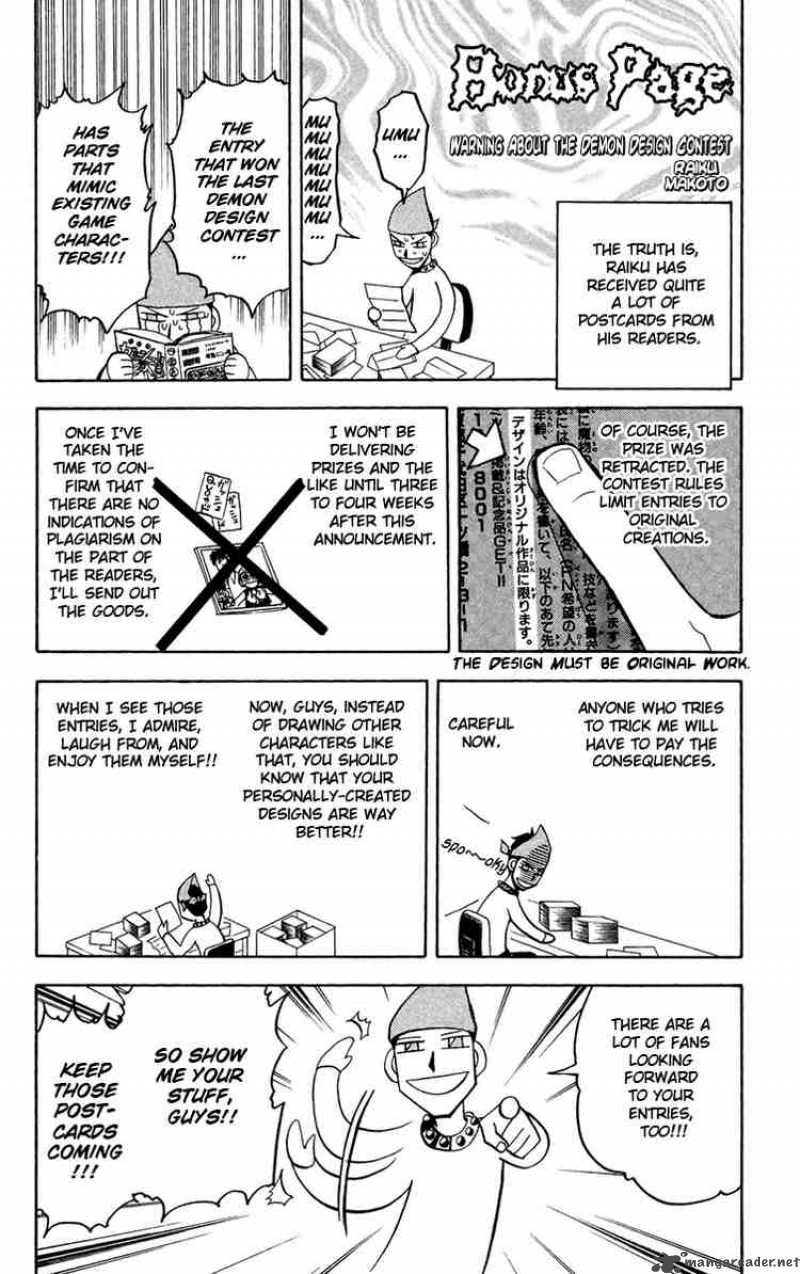 Bonus Page
WARNING ABOUT THE DEMON DESIGN CONTEST
RAIKU
MAKOTO
THE TRUTH IS,
RAIKU HAS
RECEIVED QUITE
A LOT OF
POSTCARDS FROM
HIS READERS.
UMU
...
MU
MU
MU
MU
MU
MU
...
THE
ENTRY
THAT WON
THE LAST
DEMON
DESIGN
CONTEST
...
HAS
PARTS
THAT
MIMIC
EXISTING
GAME
CHARAC-
TERS!!!
OF COURSE, THE
PRIZE WAS
RETRACTED. THE
CONTEST RULES
LIMIT ENTRIES TO
ORIGINAL
CREATIONS.
デザインはオリジナル作品に限ります。
掲載&記念品GET!!
8001
THE DESIGN MUST BE ORIGINAL WORK.
I WON'T BE
DELIVERING
PRIZES AND THE
LIKE UNTIL THREE
TO FOUR WEEKS
AFTER THIS
ANNOUNCEMENT.
ONCE I'VE
TAKEN THE
TIME TO CON-
FIRM THAT
THERE ARE NO
INDICATIONS OF
PLAGIARISM ON
THE PART OF
THE READERS,
I'LL SEND OUT
THE GOODS.
ANYONE WHO TRIES
TO TRICK ME WILL
HAVE TO PAY THE
CONSEQUENCES.
CAREFUL
NOW.
spo~~oky
NOW, GUYS, INSTEAD
OF DRAWING OTHER
CHARACTERS LIKE
THAT, YOU SHOULD
KNOW THAT YOUR
PERSONALLY-CREATED
DESIGNS ARE WAY
BETTER!!
WHEN I SEE THOSE
ENTRIES, I ADMIRE,
LAUGH FROM, AND
ENJOY THEM MYSELF!!
THERE ARE A
LOT OF FANS
LOOKING
FORWARD
TO YOUR
ENTRIES,
TOO!!!
SO SHOW
ME YOUR
STUFF,
GUYS!!
KEEP
THOSE
POST-
CARDS
COMING
!!!
mangareader.net